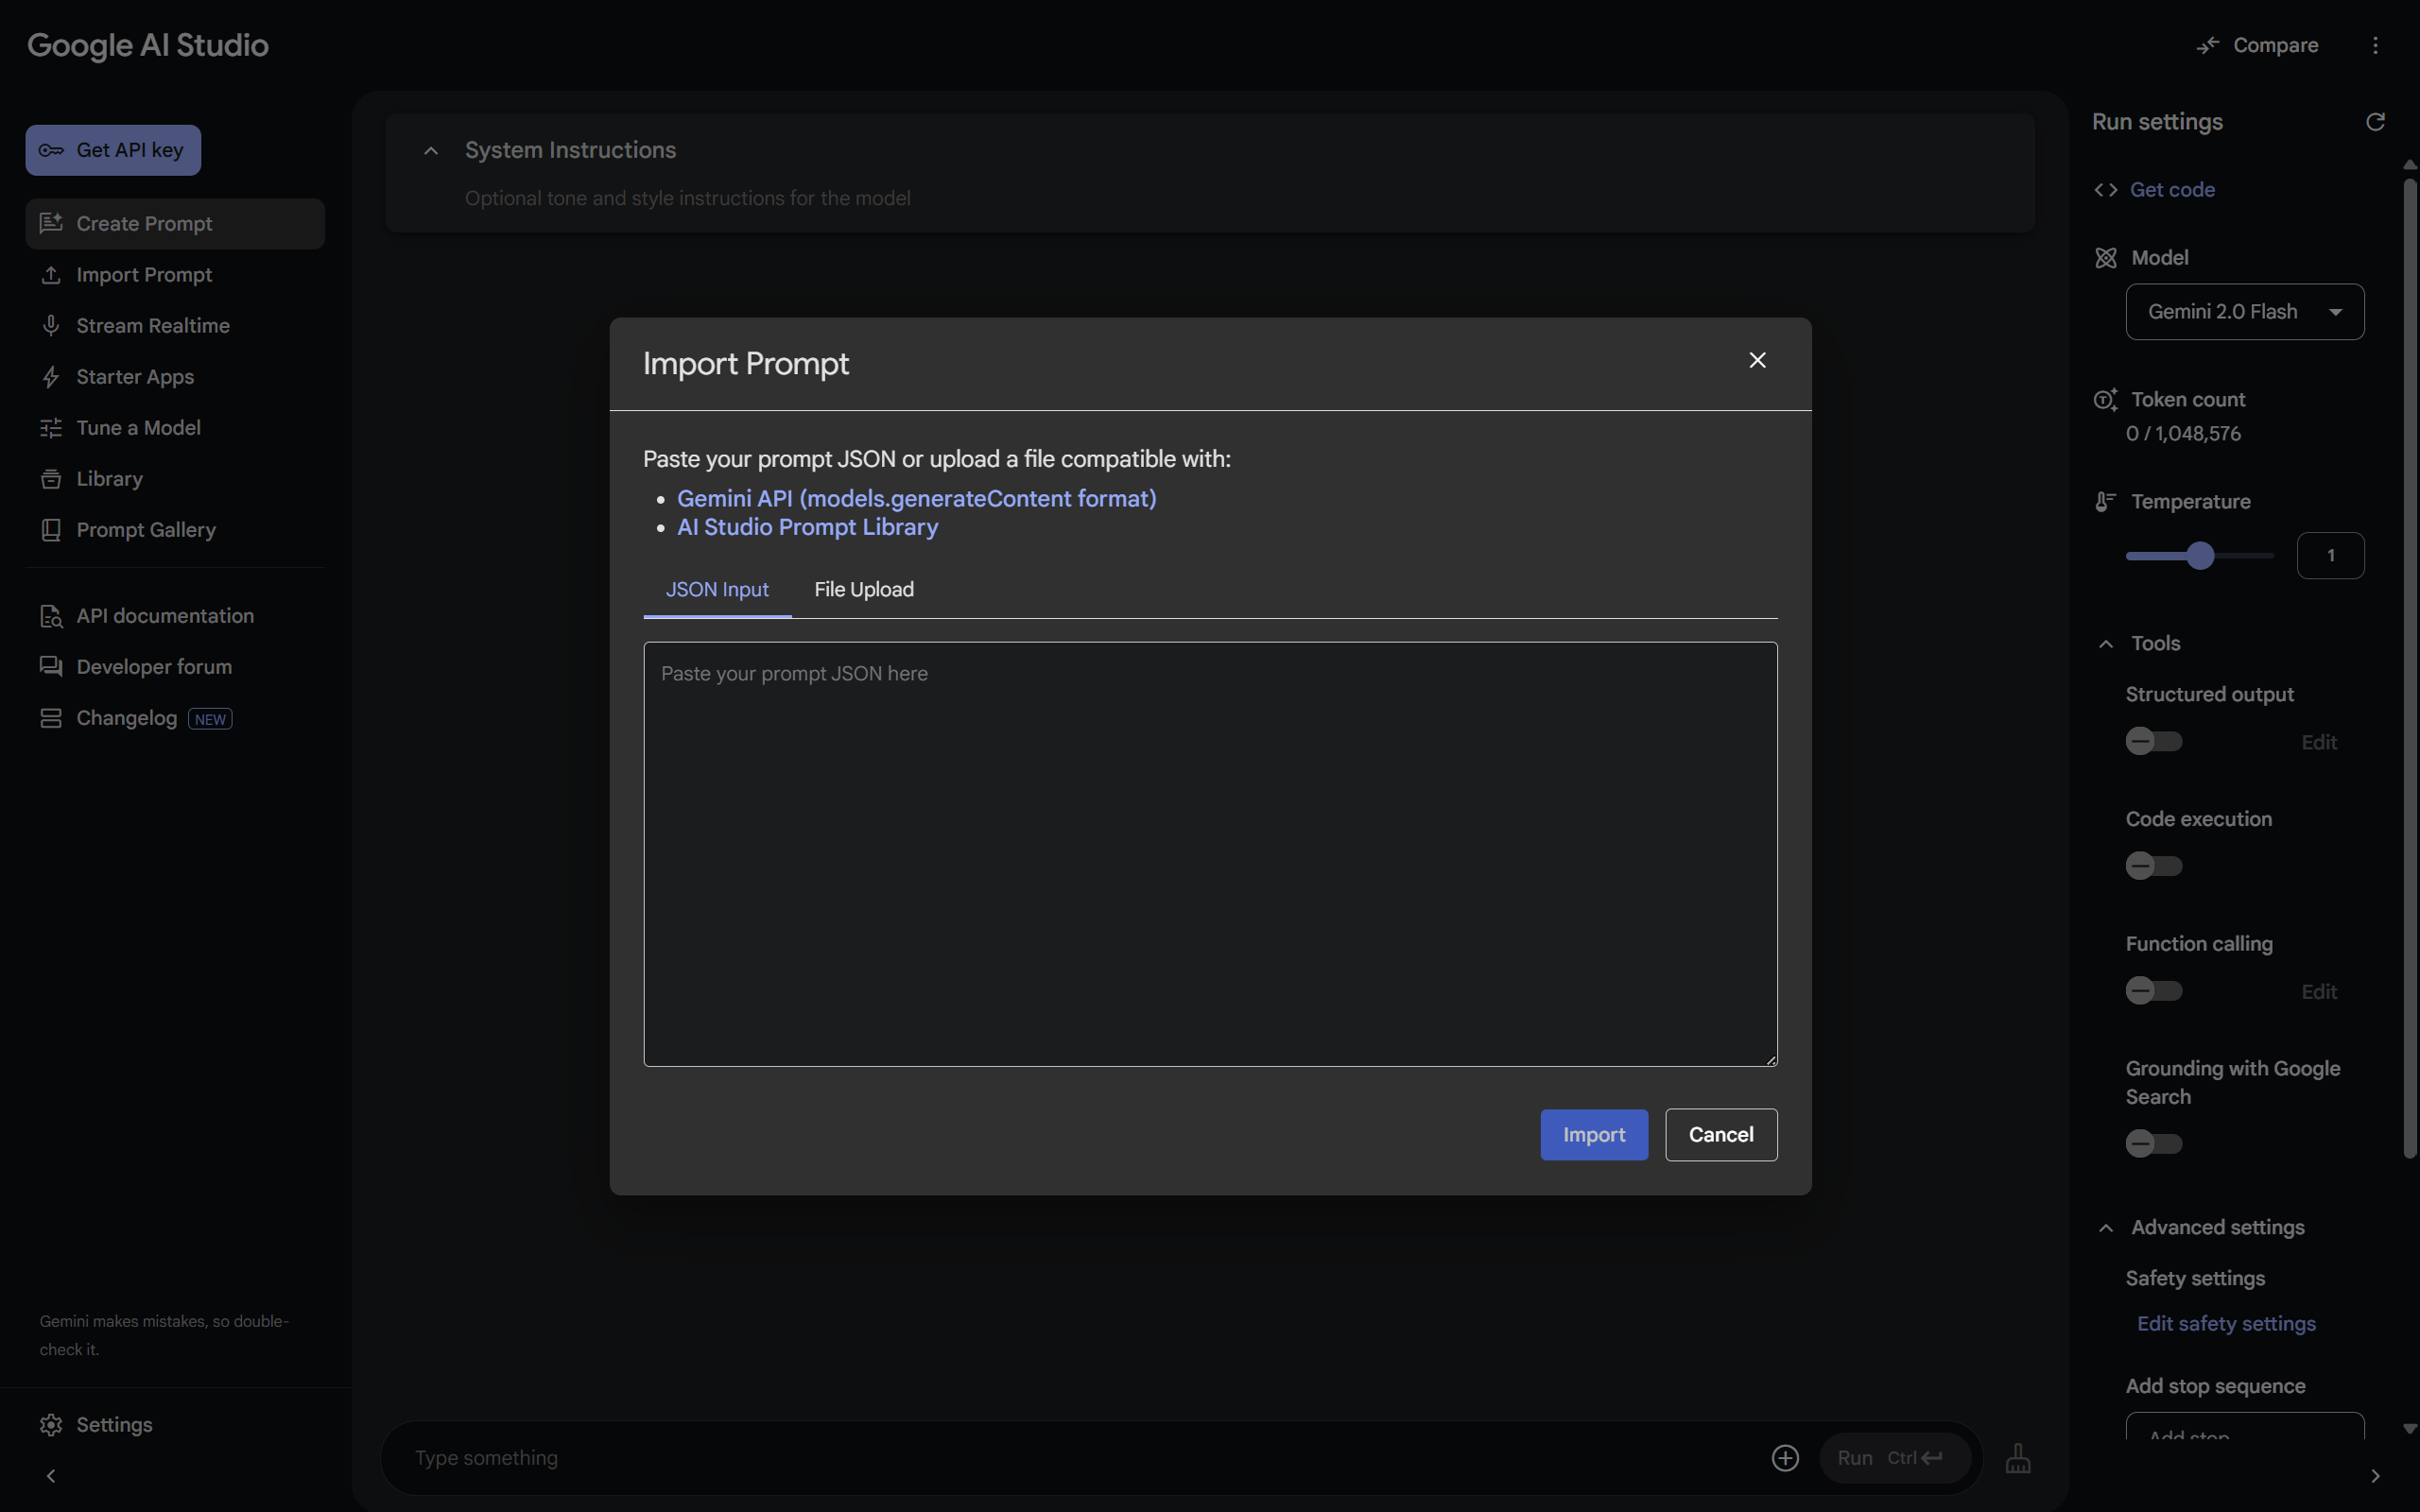 Google AI Studio
Compare
Get API key
Create Prompt
Import Prompt
Stream Realtime
Starter Apps
Tune a Model
Library
Prompt Gallery
API documentation
Developer forum
Changelog NEW
Gemini makes mistakes, so double-
check it.
Settings
System Instructions
Optional tone and style instructions for the model
Import Prompt
Paste your prompt JSON or upload a file compatible with:
Gemini API (models.generateContent format)
AI Studio Prompt Library
JSON Input File Upload
Paste your prompt JSON here
Import Cancel
Type something
Run Ctrl
Run settings
Get code
Model
Gemini 2.0 Flash
Token count
0 / 1,048,576
Temperature
1
Tools
Structured output
Edit
Code execution
Function calling
Edit
Grounding with Google
Search
Advanced settings
Safety settings
Edit safety settings
Add stop sequence
Add stop